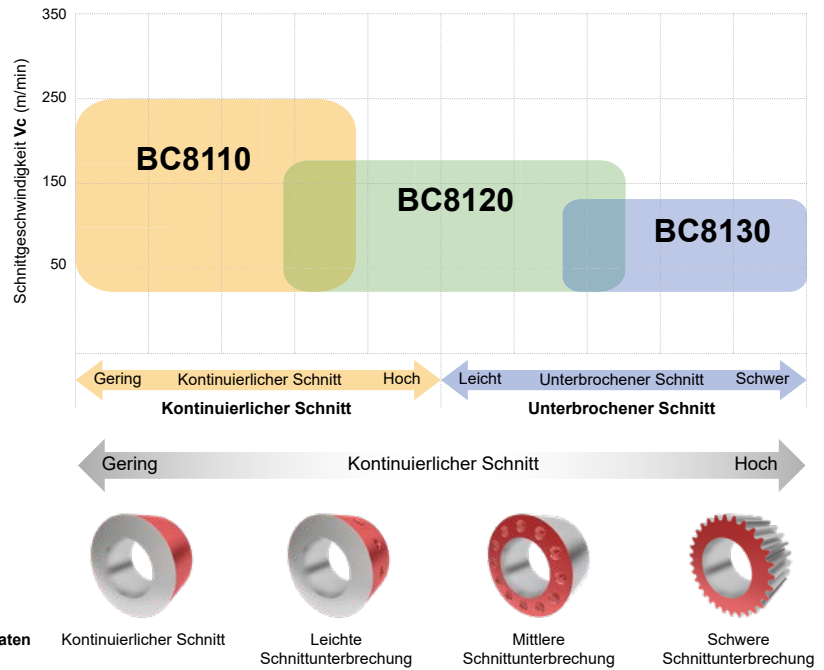 350
250
150
50
Schnittgeschwindigkeit Vc (m/min)
BC8110
BC8120
BC8130
Gering Kontinuierlicher Schnitt Hoch Leicht Unterbrochener Schnitt Schwer
Kontinuierlicher Schnitt Unterbrochener Schnitt
Gering Kontinuierlicher Schnitt Hoch
aten Kontinuierlicher Schnitt Leichte Mittlere Schwere
Schnittunterbrechung Schnittunterbrechung Schnittunterbrechung